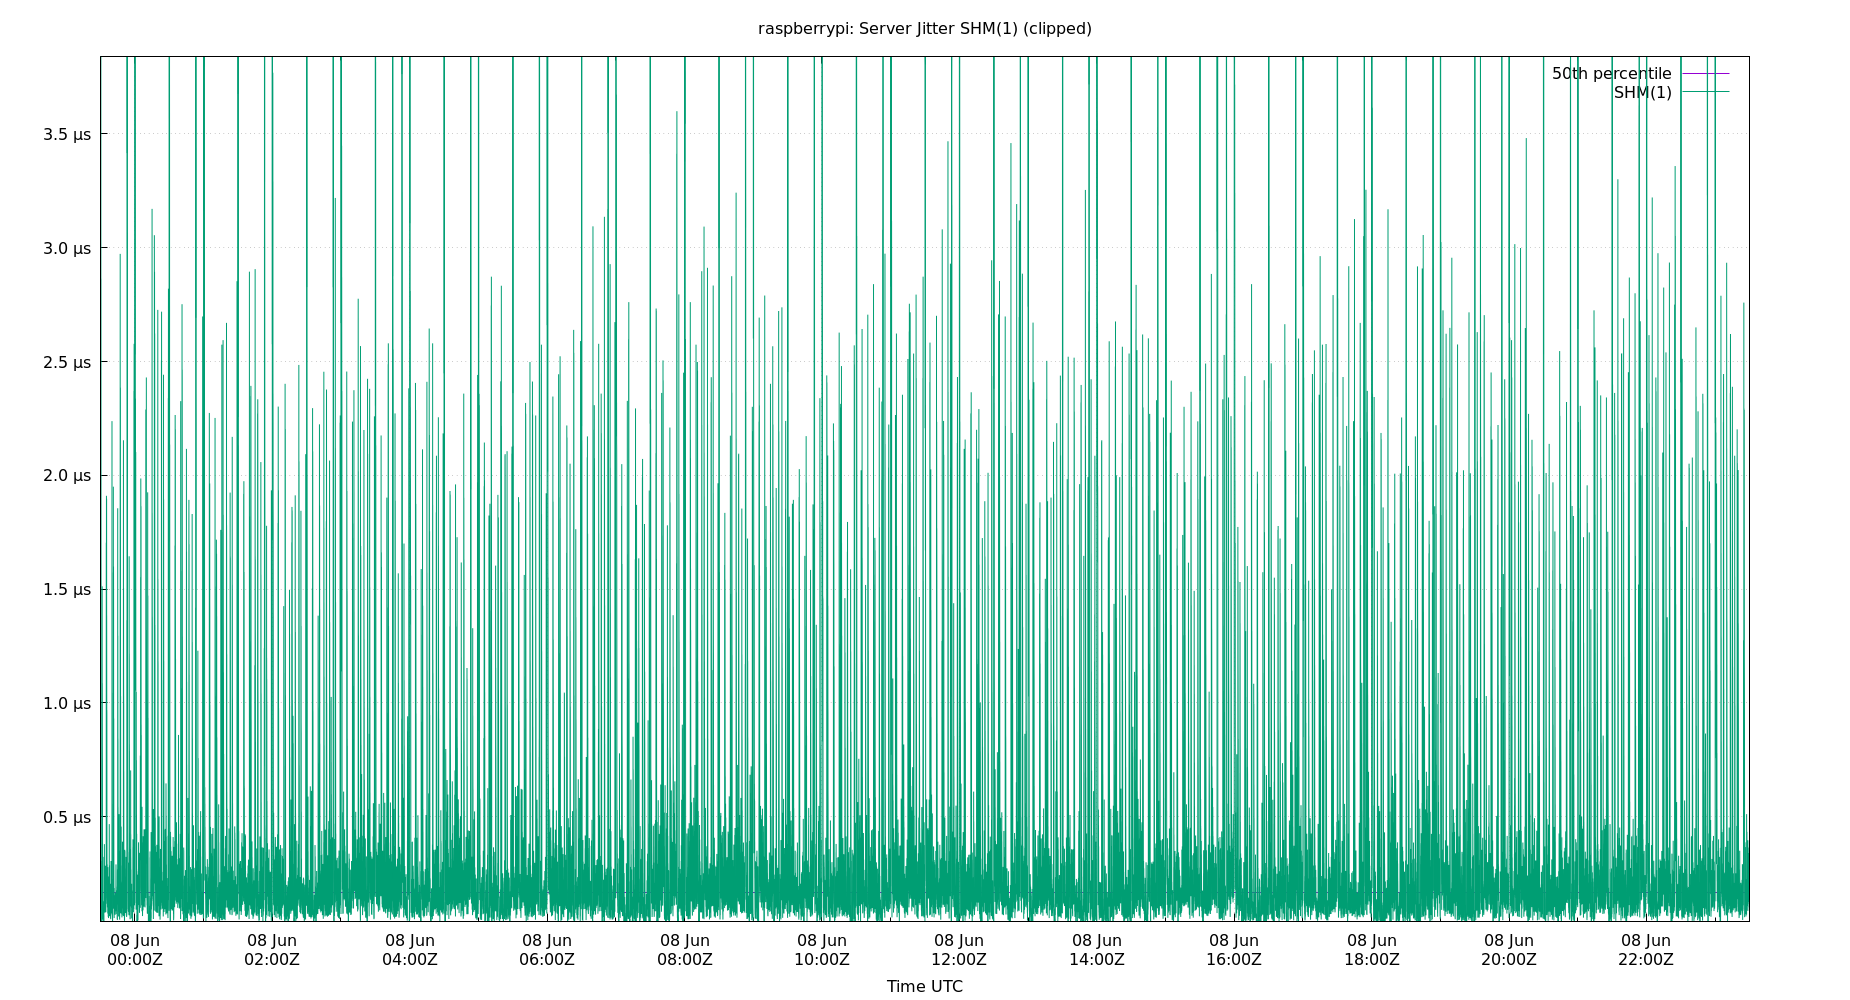 raspberrypi: Server Jitter SHM(1) (clipped)
50th percentile
SHM(1)
3.5 µs
3.0 µs
2.5 µs
2.0 µs
1.5 µs
1.0 µs
0.5 µs
08 Jun 08 Jun 08 Jun 08 Jun 08 Jun 08 Jun 08 Jun 08 Jun 08 Jun 08 Jun 08 Jun 08 Jun
00:00Z 02:00Z 04:00Z 06:00Z 08:00Z 10:00Z 12:00Z 14:00Z 16:00Z 18:00Z 20:00Z 22:00Z
Time UTC